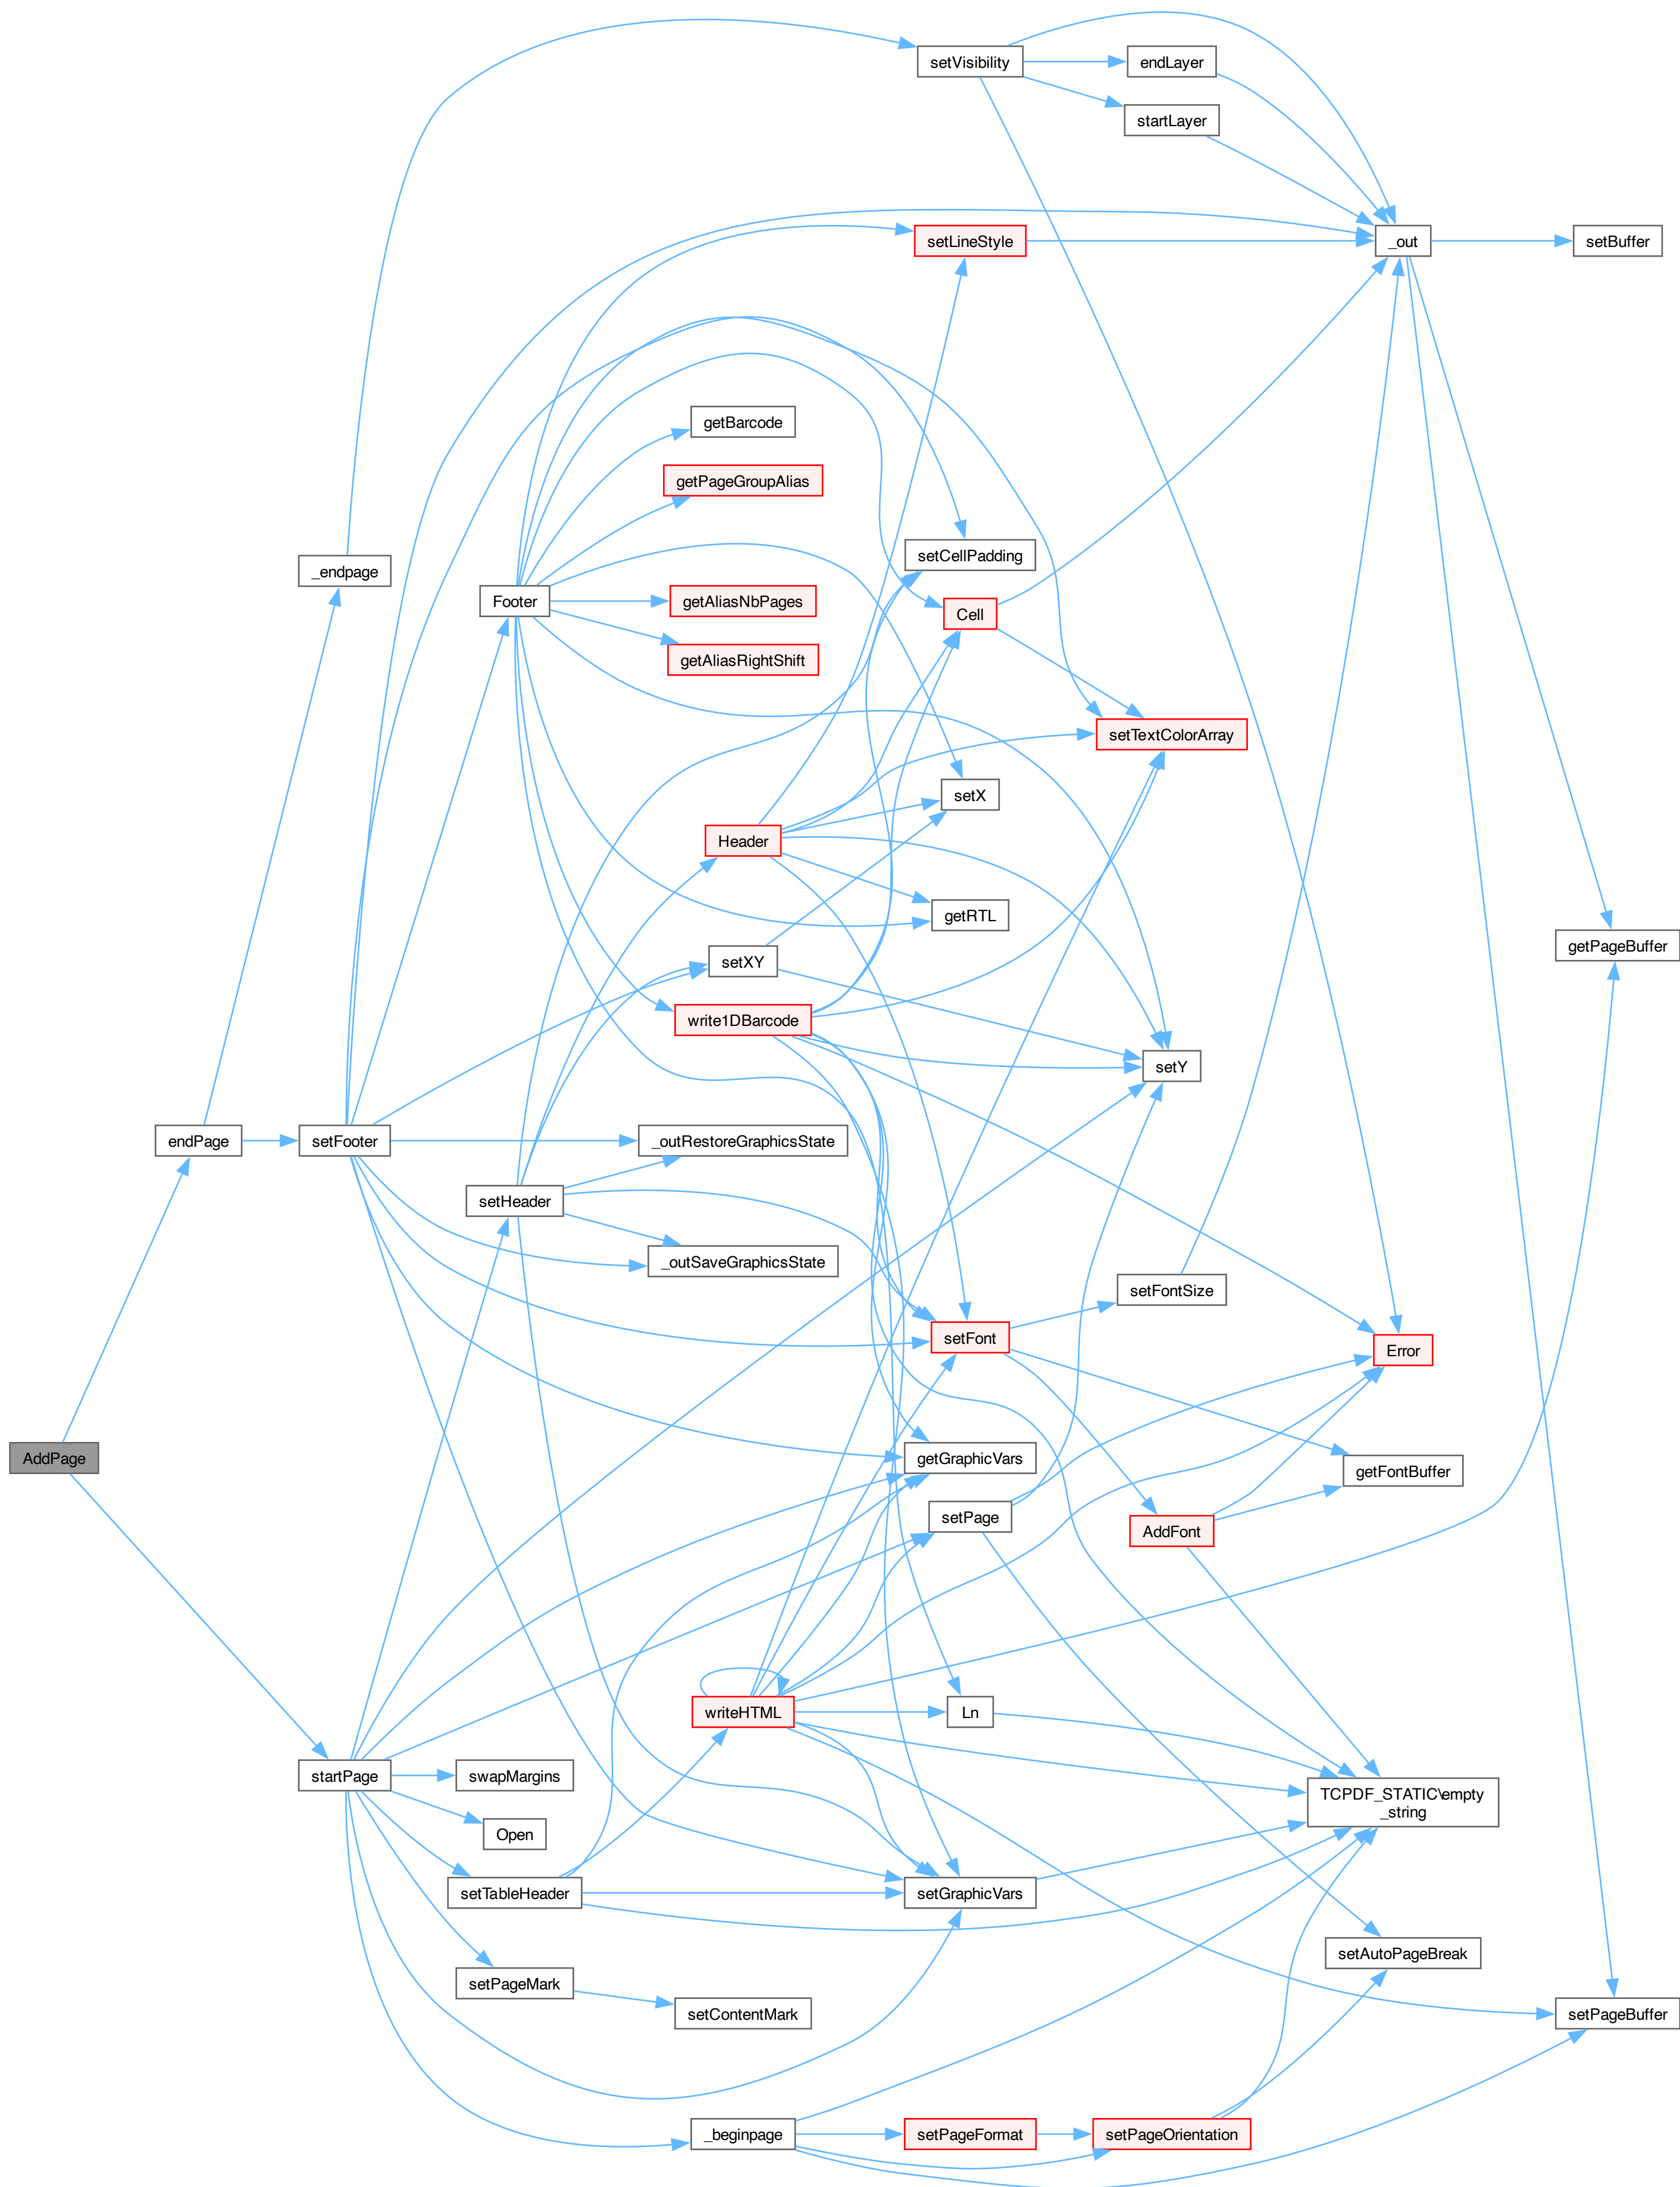 setVisibility
endLayer
startLayer
setLineStyle
_out
setBuffer
getBarcode
getPageGroupAlias
setCellPadding
_endpage
Footer
getAliasNbPages
Cell
getAliasRightShift
setTextColorArray
setX
Header
getRTL
getPageBuffer
setXY
write1DBarcode
setY
endPage
setFooter
_outRestoreGraphicsState
setHeader
_outSaveGraphicsState
setFontSize
setFont
Error
AddPage
getGraphicVars
getFontBuffer
setPage
AddFont
writeHTML
Ln
startPage
swapMargins
TCPDF_STATIC\empty
_string
Open
setTableHeader
setGraphicVars
setAutoPageBreak
setPageMark
setContentMark
setPageBuffer
_beginpage
setPageFormat
setPageOrientation